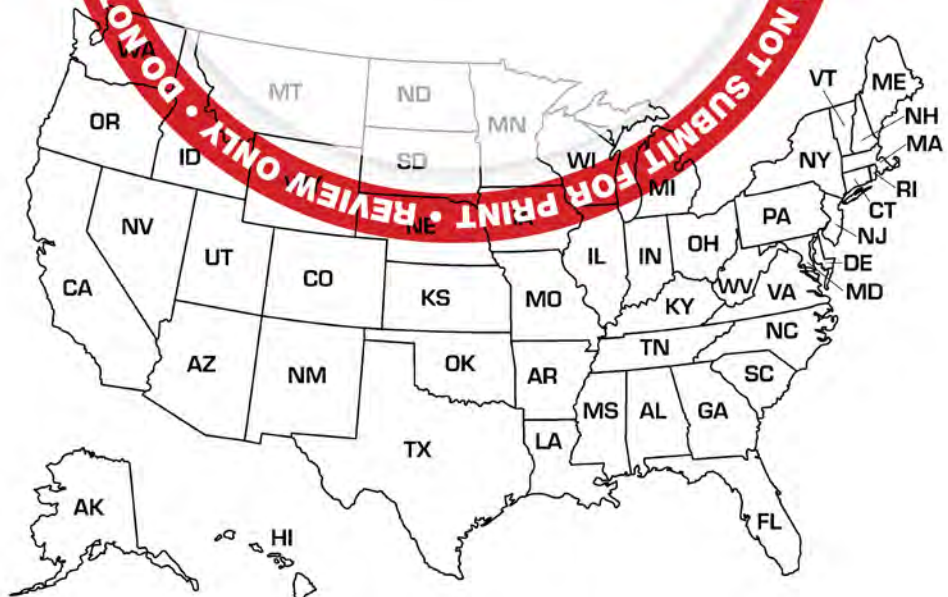 NOT SUBMIT FOR PRINT • REVIEW ONLY • DO NOT
WA
MT
ND
MN
VT
ME
OR
NH
ID
SD
WI
MI
NY
MA
RI
CT
NV
NE
PA
NJ
UT
CO
IL
IN
OH
DE
CA
KS
MO
WV
VA
MD
KY
AZ
NM
OK
AR
TN
NC
SC
MS
AL
GA
TX
LA
AK
HI
FL